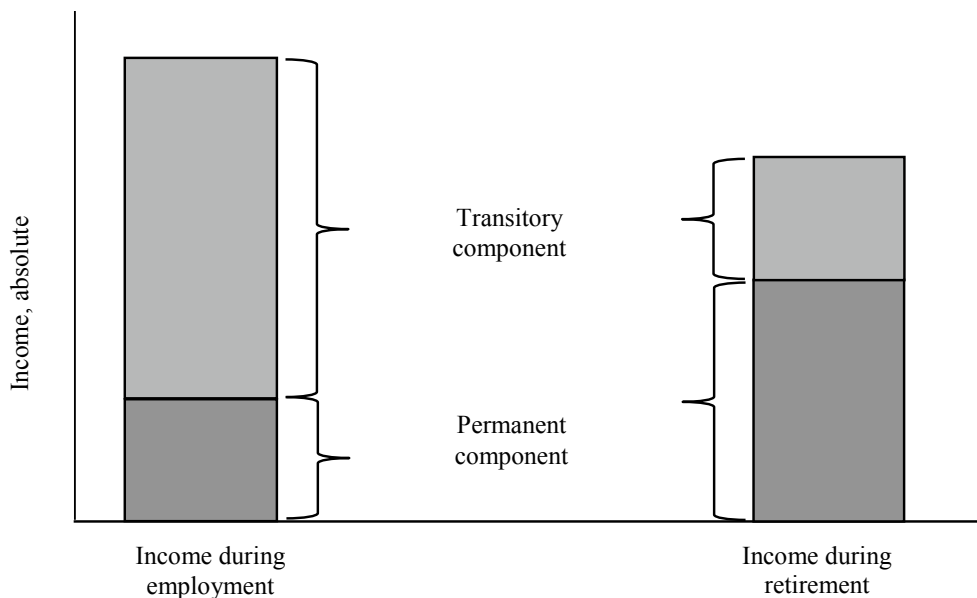 Income, absolute
Transitory
component
Permanent
component
Income during
employment
Income during
retirement